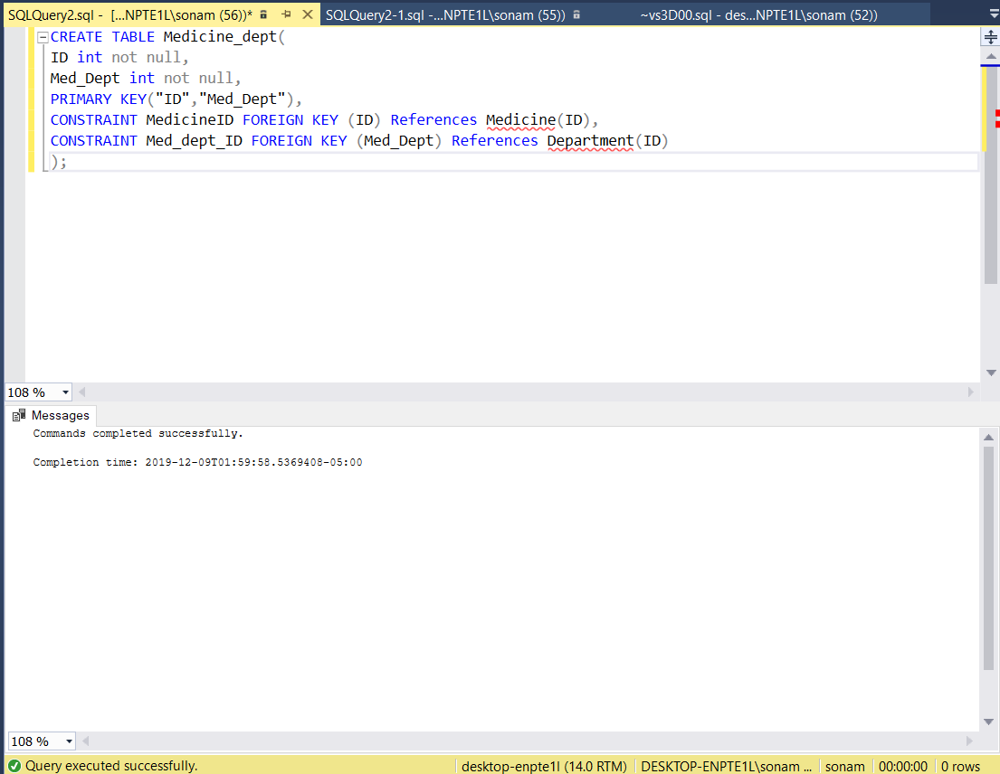 SQLQuery2.sql - [...NPTE1L\sonam (56))* SQLQuery2-1.sql -...NPTE1L\sonam (55)) ~vs3D00.sql - des...NPTE1L\sonam (52))
CREATE TABLE Medicine_dept(
ID int not null,
Med_Dept int not null,
PRIMARY KEY("ID","Med_Dept"),
CONSTRAINT MedicineID FOREIGN KEY (ID) References Medicine(ID),
CONSTRAINT Med_dept_ID FOREIGN KEY (Med_Dept) References Department(ID)
);
108 %
Messages
Commands completed successfully.
Completion time: 2019-12-09T01:59:58.5369408-05:00
108 %
Query executed successfully. desktop-enpte1l (14.0 RTM) DESKTOP-ENPTE1L\sonam ... sonam 00:00:00 0 rows